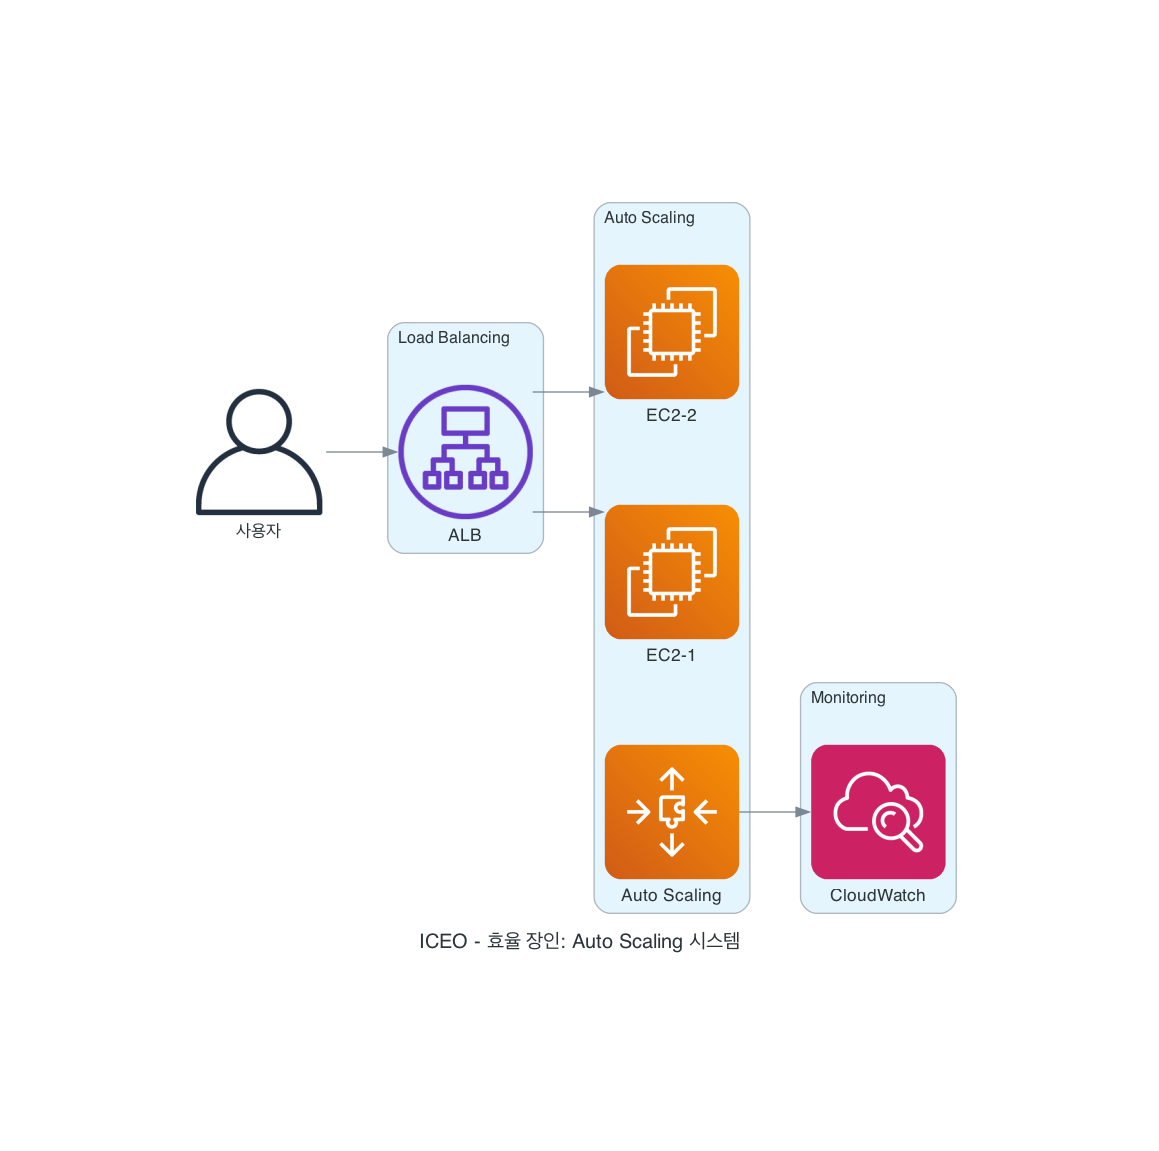 Auto Scaling
EC2-2
Load Balancing
ALB
사용자
EC2-1
Monitoring
Auto Scaling
CloudWatch
ICEO - 효율 장인: Auto Scaling 시스템